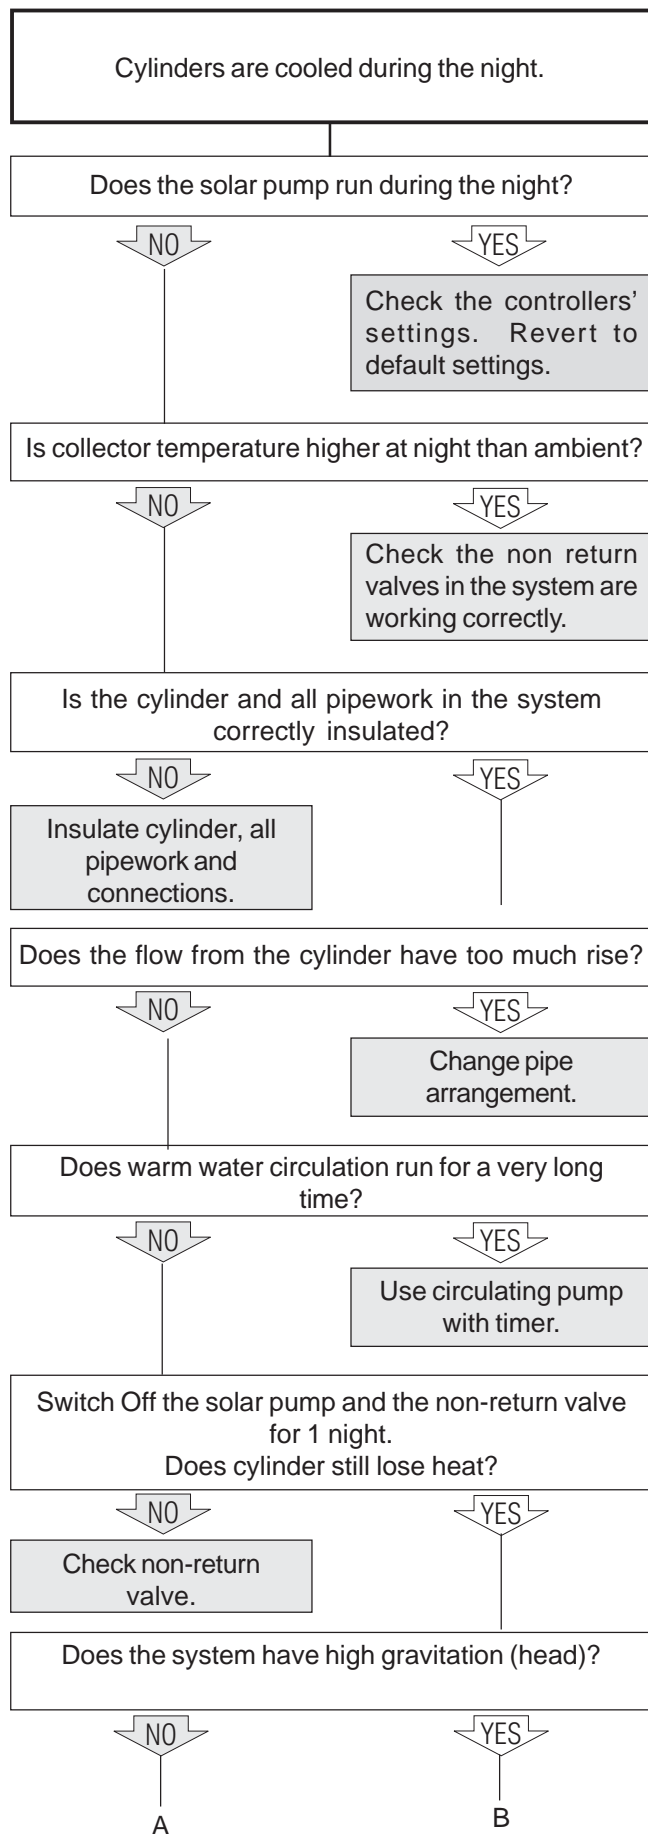 Cylinders are cooled during the night.
Does the solar pump run during the night?
NO
YES
Check the controllers’
settings. Revert to
default settings.
Is collector temperature higher at night than ambient?
NO
YES
Check the non return
valves in the system are
working correctly.
Is the cylinder and all pipework in the system
correctly insulated?
NO
YES
Insulate cylinder, all
pipework and
connections.
Does the flow from the cylinder have too much rise?
NO
YES
Change pipe
arrangement.
Does warm water circulation run for a very long
time?
NO
YES
Use circulating pump
with timer.
Switch Off the solar pump and the non-return valve
for 1 night.
Does cylinder still lose heat?
NO
YES
Check non-return
valve.
Does the system have high gravitation (head)?
NO
YES
A
B